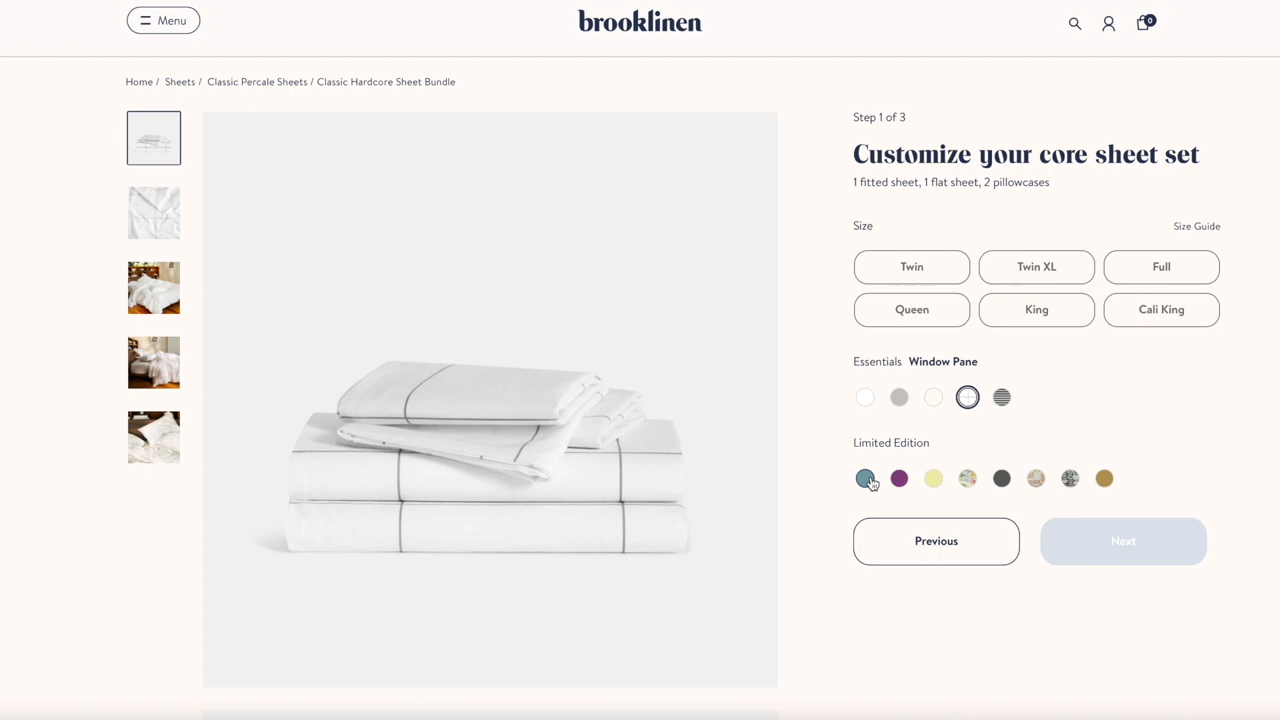 Menu
brooklinen
0
Home / Sheets / Classic Percale Sheets / Classic Hardcore Sheet Bundle
Step 1 of 3
Customize your core sheet set
1 fitted sheet, 1 flat sheet, 2 pillowcases
Size
Size Guide
Twin
Twin XL
Full
Queen
King
Cali King
Essentials Window Pane
Limited Edition
Previous
Next